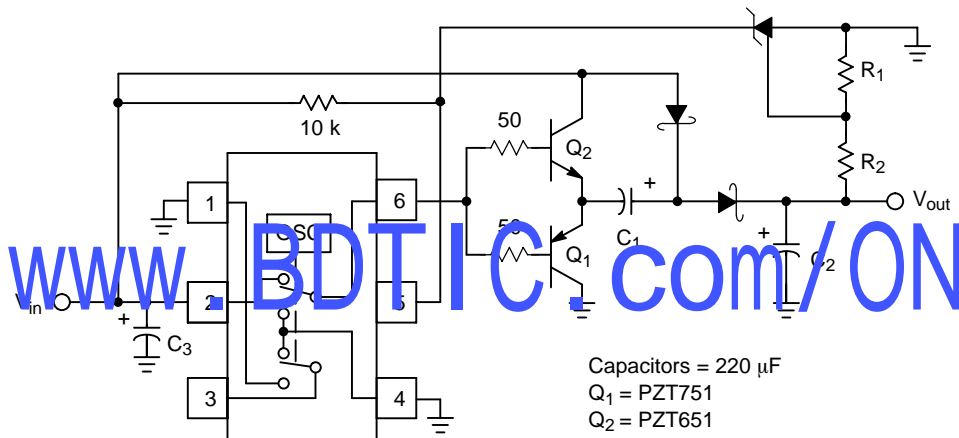 R1
10 k
50
Q2
1
6
OSC
C1
+
R2
Vout
50
Q1
+
C2
www.BDTIC.com/ON
Vin
2
5
+
C3
3
4
Capacitors = 220 μF
Q1 = PZT751
Q2 = PZT651